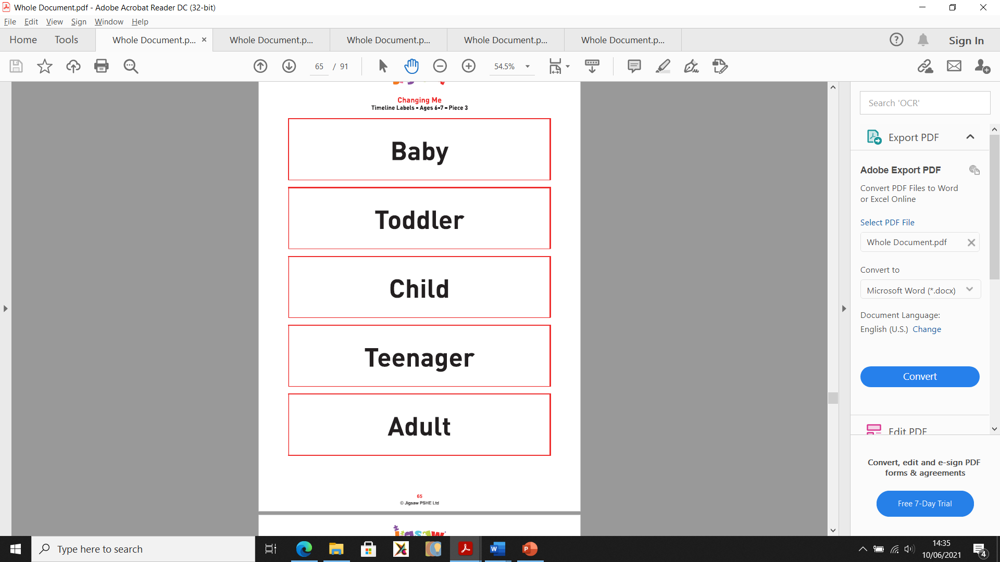 Whole Document.pdf - Adobe Acrobat Reader DC (32-bit)
File Edit View Sign Window Help
Home Tools Whole Document.p... × Whole Document.p... Whole Document.p... Whole Document.p... Whole Document.p... Sign In
65 / 91 54.5%
Changing Me
Timeline Labels - Ages 6-7 - Piece 3
Baby
Toddler
Child
Teenager
Adult
65
© Jigsaw PSHE Ltd
jigsaw
Search 'OCR'
Export PDF
Adobe Export PDF
Convert PDF Files to Word
or Excel Online
Select PDF File
Whole Document.pdf
Convert to
Microsoft Word (*.docx)
Document Language:
English (U.S.) Change
Convert
Edit PDF
Convert, edit and e-sign PDF
forms & agreements
Free 7-Day Trial
Type here to search
14:35
10/06/2021
4